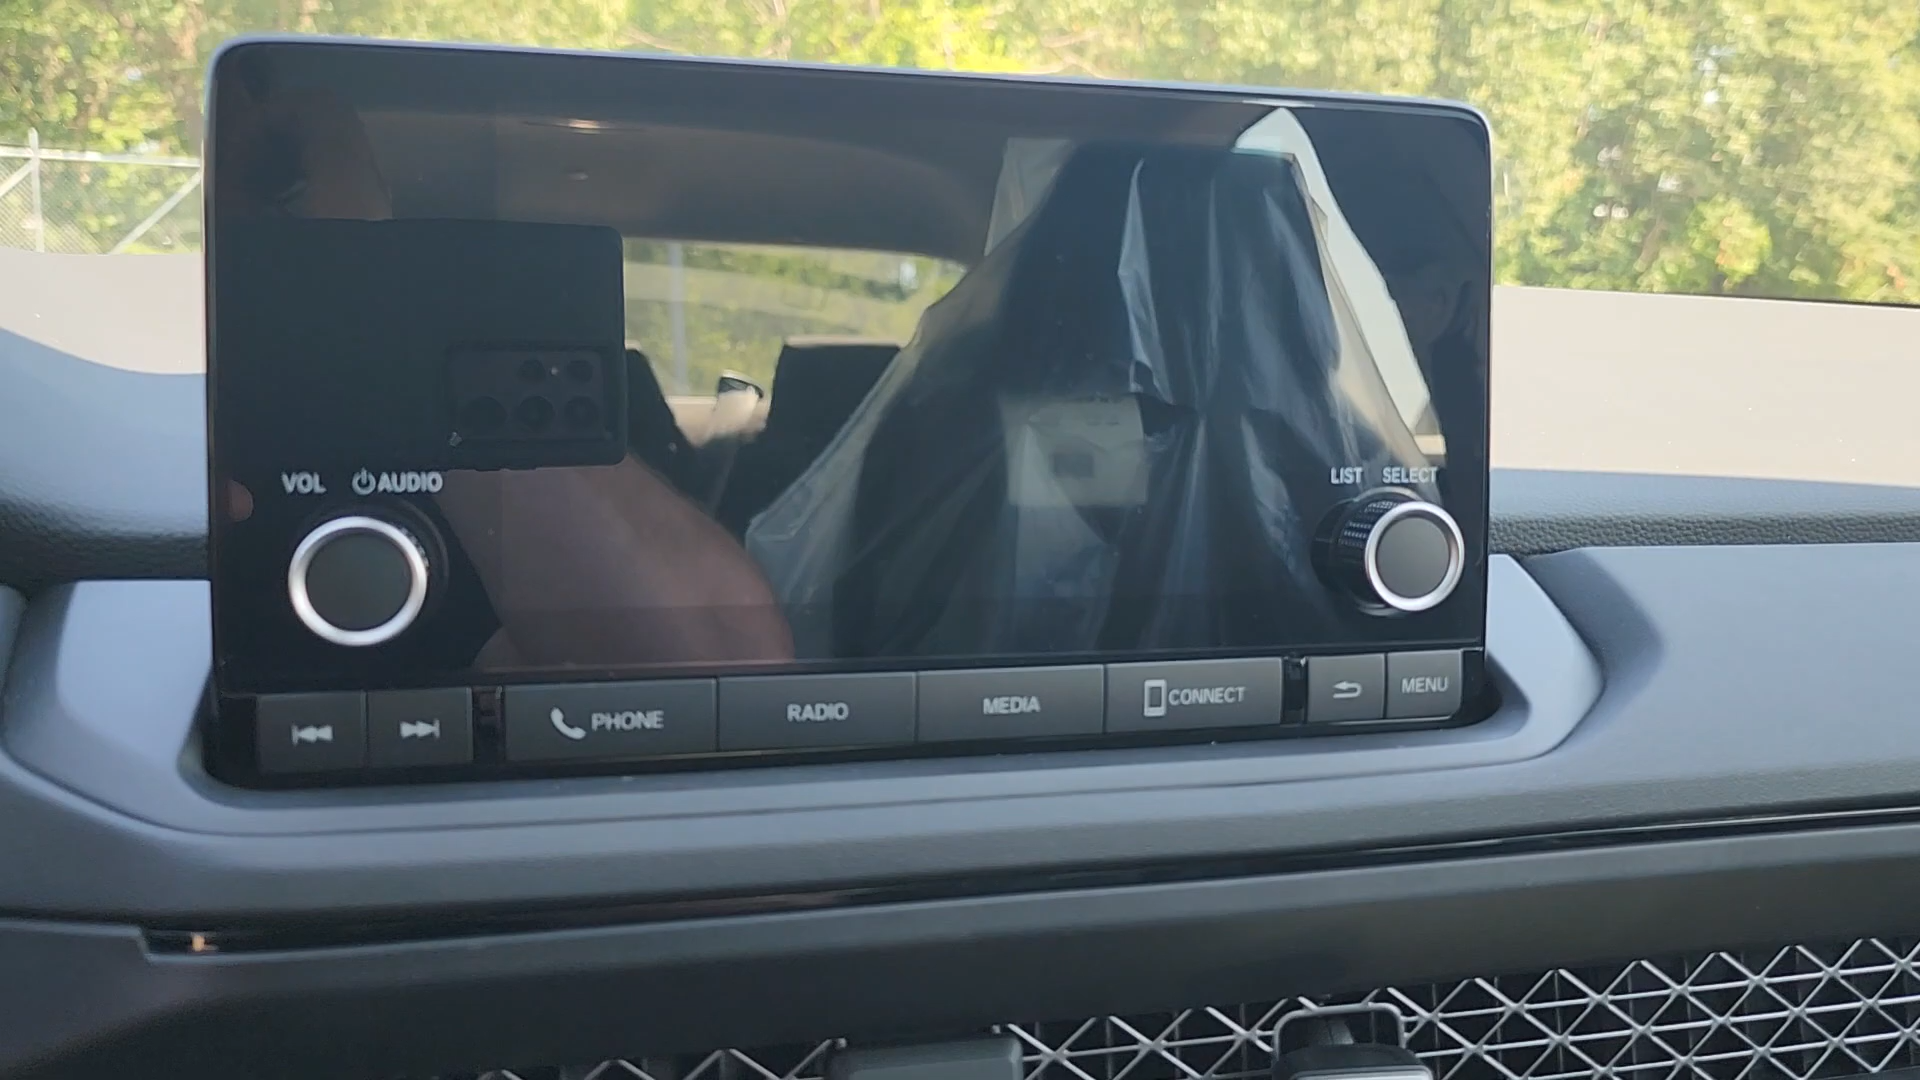 VOL AUDIO
LIST SELECT
PHONE
RADIO
MEDIA
CONNECT
MENU